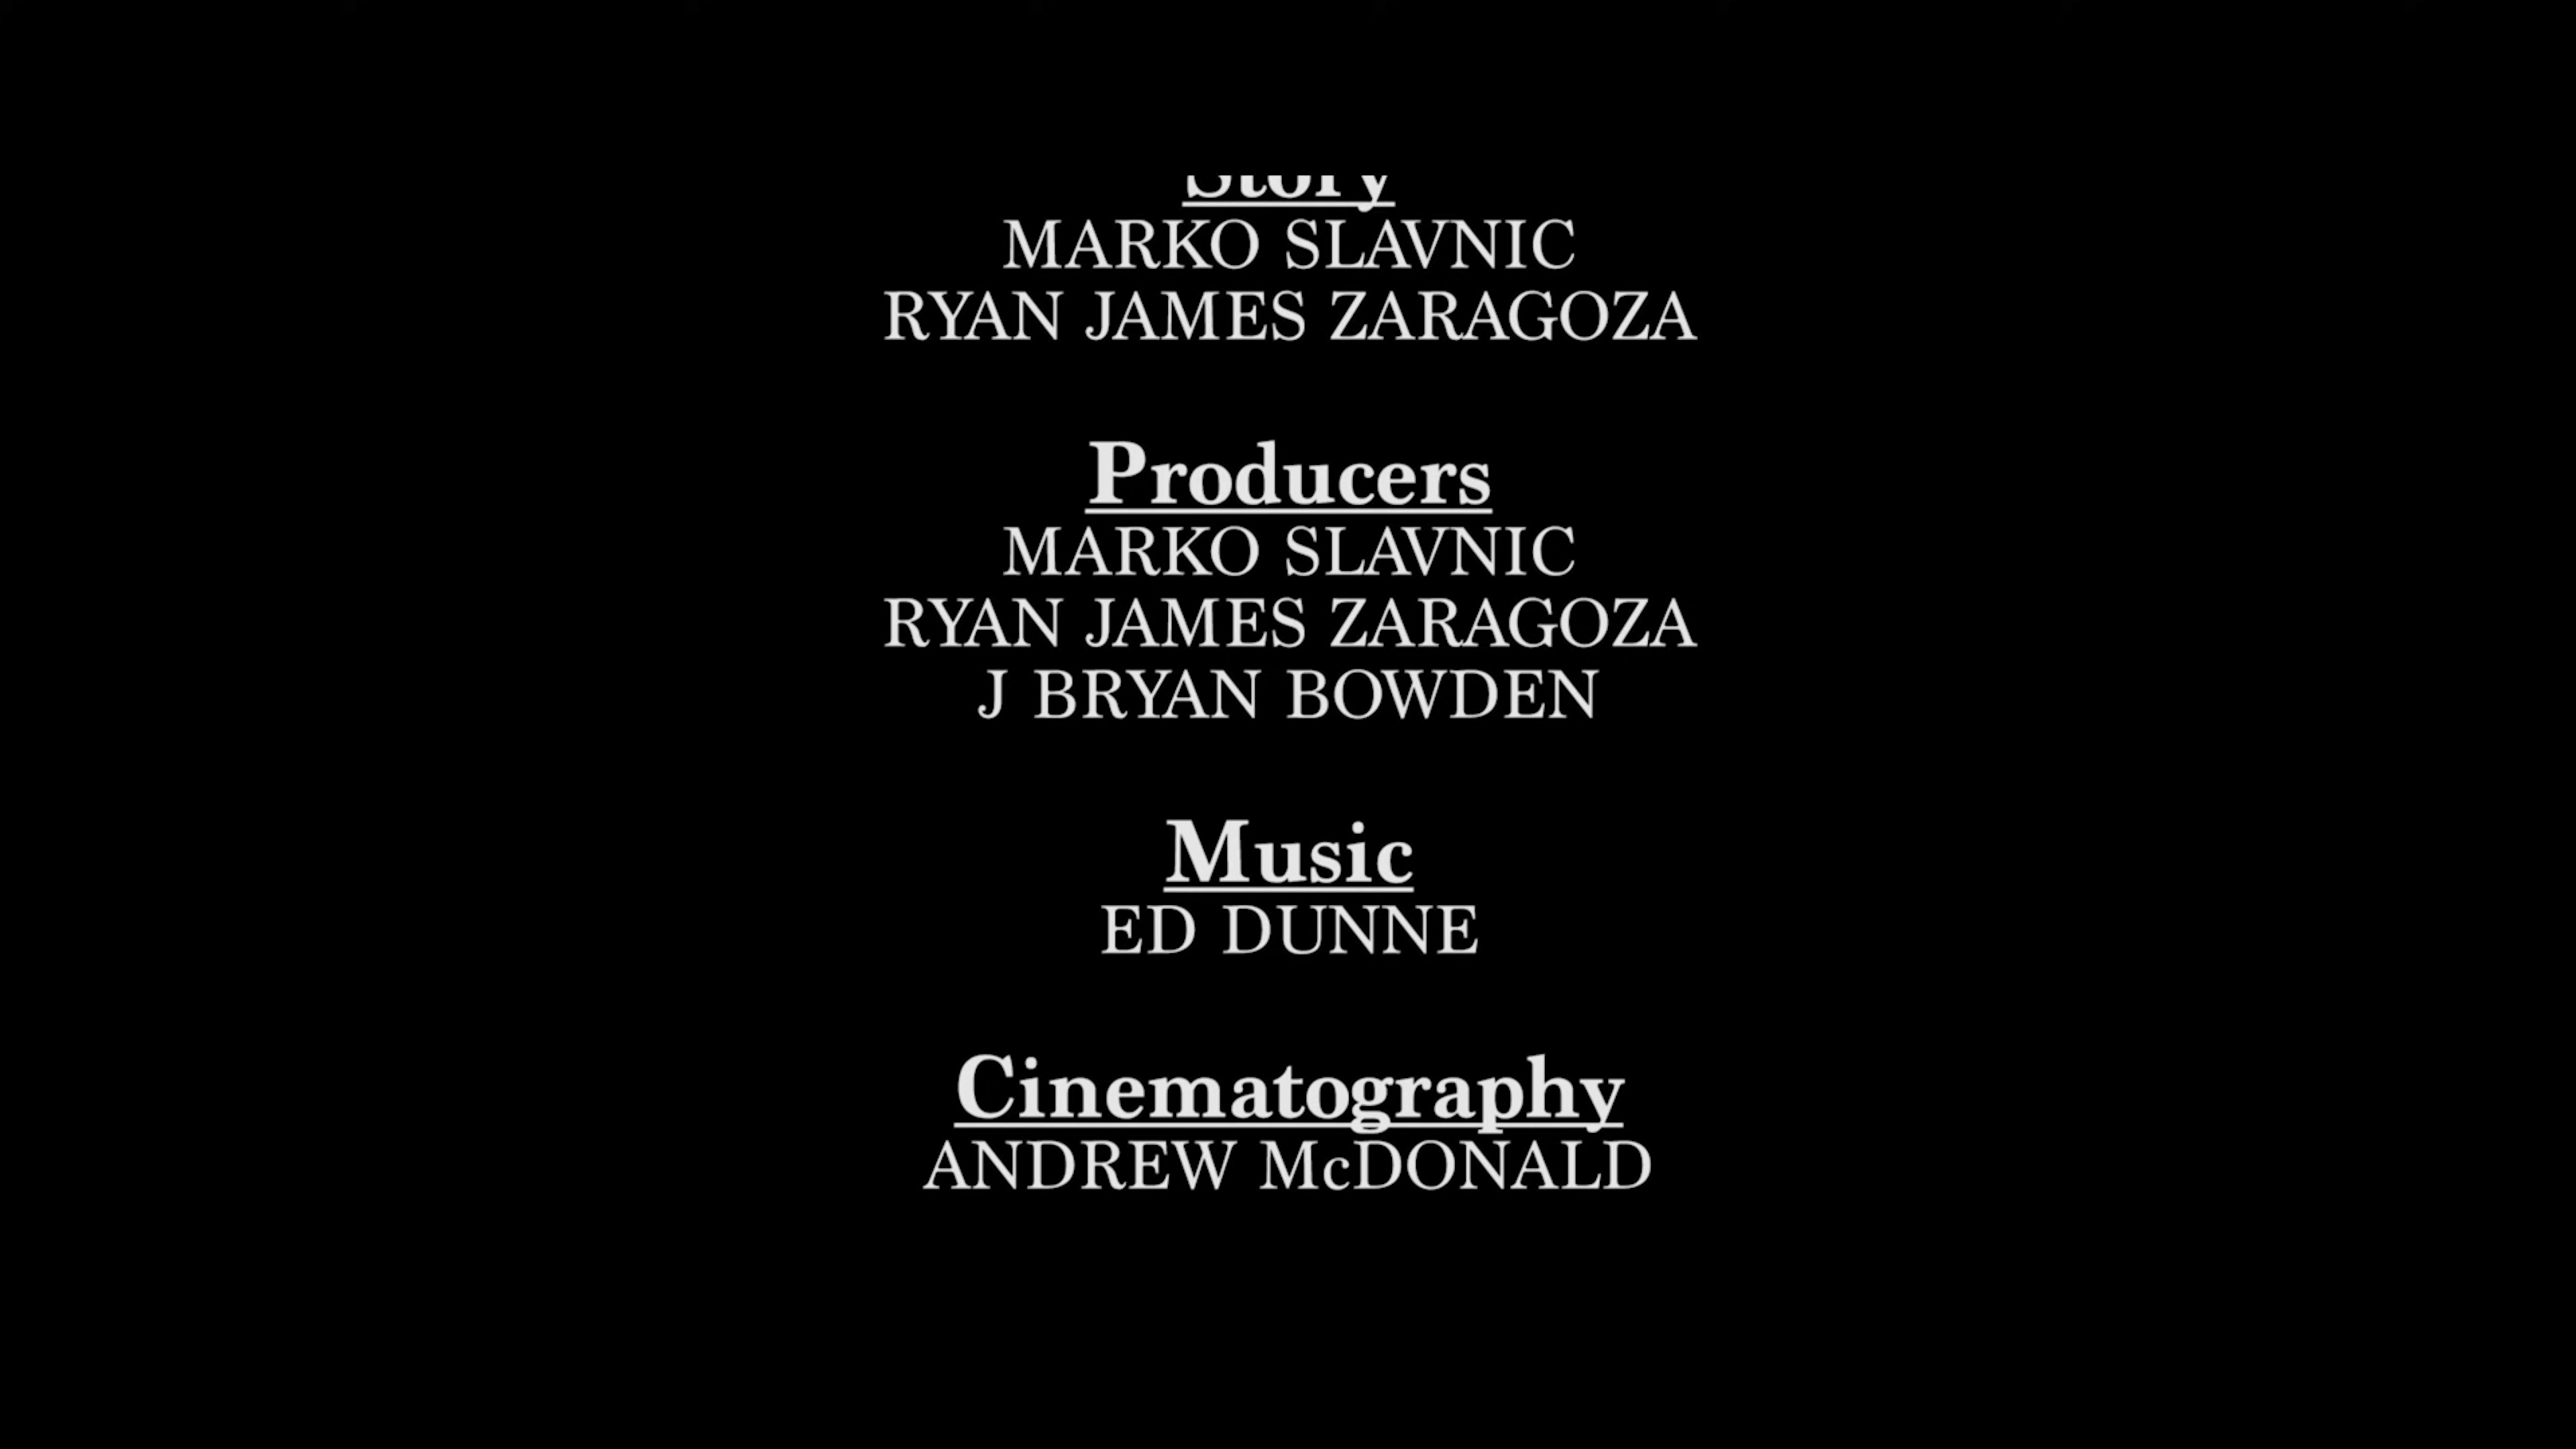 Story
MARKO SLAVNIC
RYAN JAMES ZARAGOZA
Producers
MARKO SLAVNIC
RYAN JAMES ZARAGOZA
J BRYAN BOWDEN
Music
ED DUNNE
Cinematography
ANDREW McDONALD